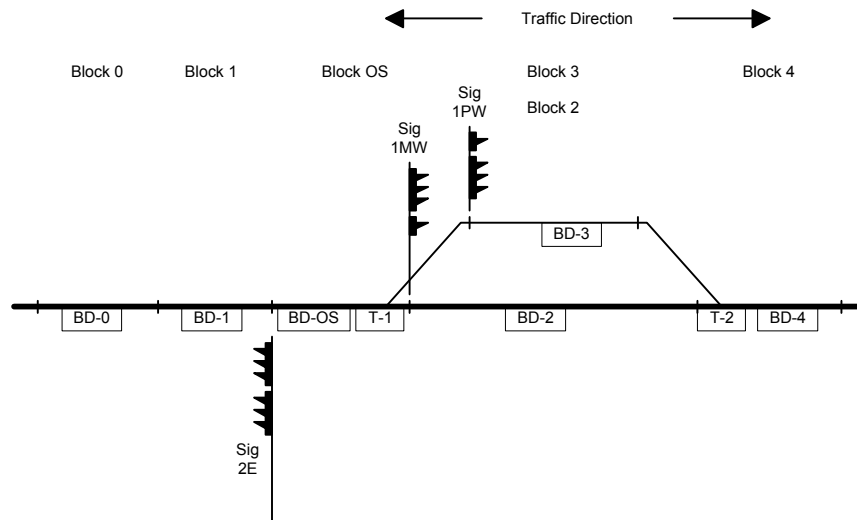 Traffic Direction
Block 0
Block 1
Block OS
Block 3
Block 4
Block 2
Sig
1PW
Sig
1MW
BD-3
BD-0
BD-1
BD-OS
T-1
BD-2
T-2
BD-4
Sig
2E